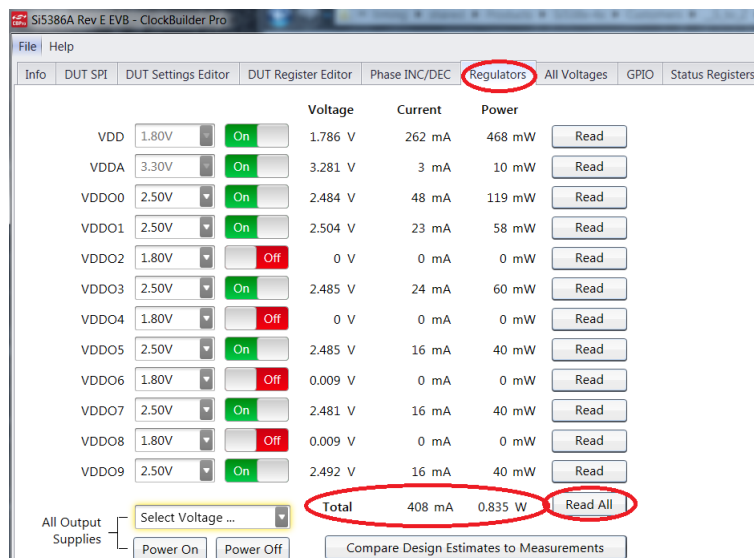 Si5386A Rev E EVB - ClockBuilder Pro
File Help
Info DUT SPI DUT Settings Editor DUT Register Editor Phase INC/DEC Regulators All Voltages GPIO Status Registers
Voltage Current Power
VDD 1.80V On 1.786 V 262 mA 468 mW Read
VDDA 3.30V On 3.281 V 3 mA 10 mW Read
VDDO0 2.50V On 2.484 V 48 mA 119 mW Read
VDDO1 2.50V On 2.504 V 23 mA 58 mW Read
VDDO2 1.80V Off 0 V 0 mA 0 mW Read
VDDO3 2.50V On 2.485 V 24 mA 60 mW Read
VDDO4 1.80V Off 0 V 0 mA 0 mW Read
VDDO5 2.50V On 2.485 V 16 mA 40 mW Read
VDDO6 1.80V Off 0.009 V 0 mA 0 mW Read
VDDO7 2.50V On 2.481 V 16 mA 40 mW Read
VDDO8 1.80V Off 0.009 V 0 mA 0 mW Read
VDDO9 2.50V On 2.492 V 16 mA 40 mW Read
Total 408 mA 0.835 W Read All
All Output Supplies Select Voltage ...
Power On Power Off Compare Design Estimates to Measurements